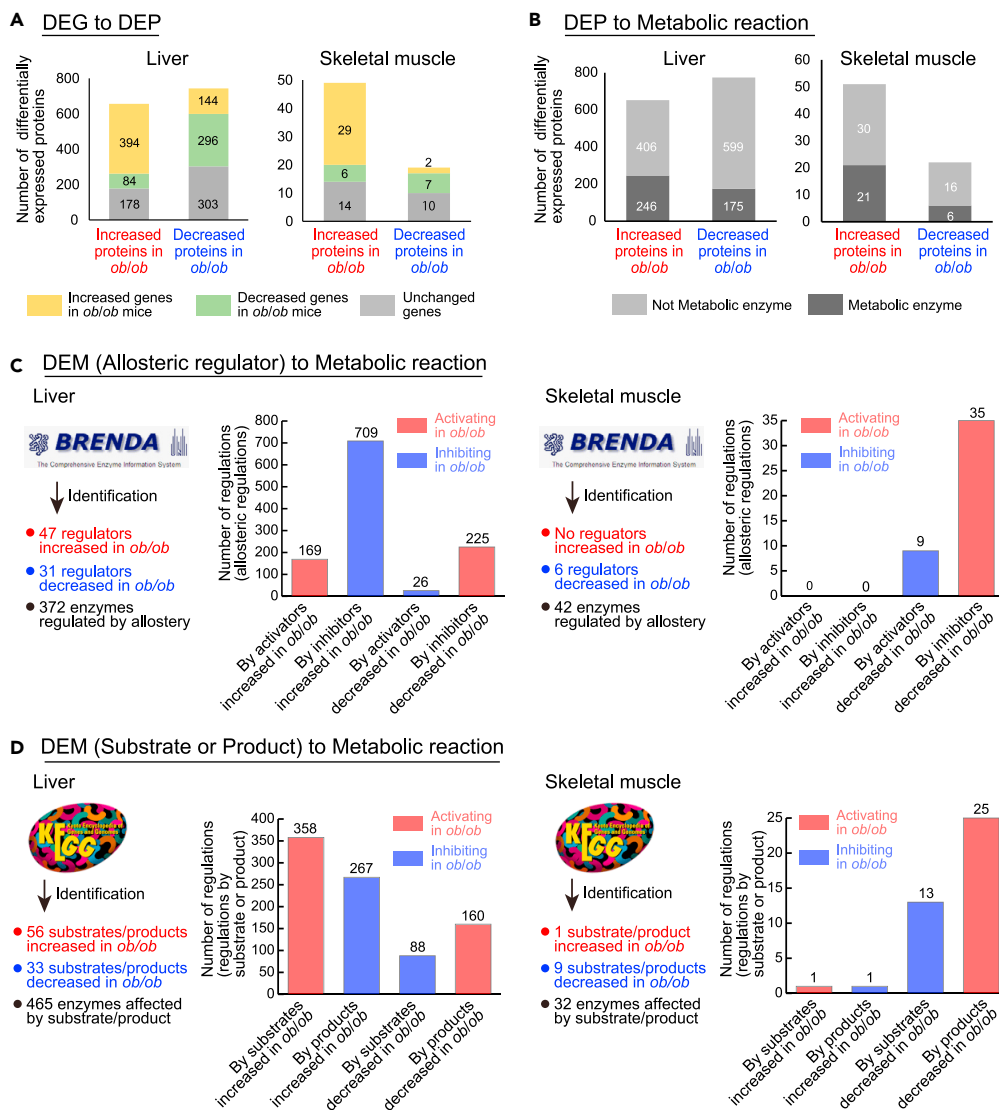 A DEG to DEP
Liver
Skeletal muscle
Number of differentially
expressed proteins
800
600
400
200
0
394
84
178
144
296
303
Increased
proteins in
ob/ob
Decreased
proteins in
ob/ob
50
40
30
20
10
0
29
6
14
2
7
10
Increased
proteins in
ob/ob
Decreased
proteins in
ob/ob
Increased genes
in ob/ob mice
Decreased genes
in ob/ob mice
Unchanged
genes
B DEP to Metabolic reaction
Liver
Skeletal muscle
Number of differentially
expressed proteins
800
600
400
200
0
406
246
599
175
Increased
proteins in
ob/ob
Decreased
proteins in
ob/ob
60
50
40
30
20
10
0
30
21
16
6
Increased
proteins in
ob/ob
Decreased
proteins in
ob/ob
Not Metabolic enzyme
Metabolic enzyme
C DEM (Allosteric regulator) to Metabolic reaction
Liver
BRENDA
The Comprehensive Enzyme Information System
Identification
47 regulators
increased in ob/ob
31 regulators
decreased in ob/ob
372 enzymes
regulated by allostery
Number of regulations
(allosteric regulations)
800
700
600
500
400
300
200
100
0
169
709
26
225
Activating
in ob/ob
Inhibiting
in ob/ob
By activators
increased in ob/ob
By inhibitors
increased in ob/ob
By activators
decreased in ob/ob
By inhibitors
decreased in ob/ob
Skeletal muscle
BRENDA
The Comprehensive Enzyme Information System
Identification
No reguators
increased in ob/ob
6 regulators
decreased in ob/ob
42 enzymes
regulated by allostery
Number of regulations
(allosteric regulations)
35
30
25
20
15
10
5
0
0
0
9
35
Activating
in ob/ob
Inhibiting
in ob/ob
By activators
increased in ob/ob
By inhibitors
increased in ob/ob
By activators
decreased in ob/ob
By inhibitors
decreased in ob/ob
D DEM (Substrate or Product) to Metabolic reaction
Liver
KEGG
Kyoto Encyclopedia of
Genes and Genomes
Identification
56 substrates/products
increased in ob/ob
33 substrates/products
decreased in ob/ob
465 enzymes affected
by substrate/product
Number of regulations
(regulations by
substrate or product)
400
350
300
250
200
150
100
50
0
358
267
88
160
Activating
in ob/ob
Inhibiting
in ob/ob
By substrates
increased in ob/ob
By products
increased in ob/ob
By substrates
decreased in ob/ob
By products
decreased in ob/ob
Skeletal muscle
KEGG
Kyoto Encyclopedia of
Genes and Genomes
Identification
1 substrate/product
increased in ob/ob
9 substrates/products
decreased in ob/ob
32 enzymes affected
by substrate/product
Number of regulations
(regulations by
substrate or product)
25
20
15
10
5
0
1
1
13
25
Activating
in ob/ob
Inhibiting
in ob/ob
By substrates
increased in ob/ob
By products
increased in ob/ob
By substrates
decreased in ob/ob
By products
decreased in ob/ob